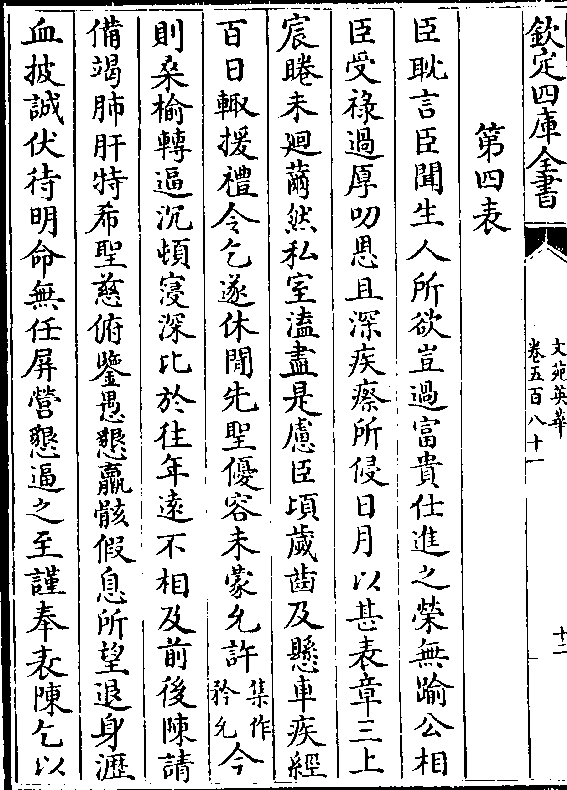 欽定四庫全書
文苑英華
卷五百八十一
十二
第四表
臣耽言臣聞生人所欲豈過富貴仕進之榮無踰公相
臣受祿過厚叨恩且深疾瘵所侵日月以甚表章三上
宸睠未廻薾然私室溘盡是慮臣頃歲齒及懸車疾經
百日輙援禮令乞遂休閒先聖優容未蒙允許集作矜允今
則桑榆轉逼沉頓寖深比於往年遠不相及前後陳請
備竭肺肝特希聖慈俯鑒愚懇羸骸假息所望退身瀝
血披誠伏待明命無任屏營懇逼之至謹奉表陳乞以